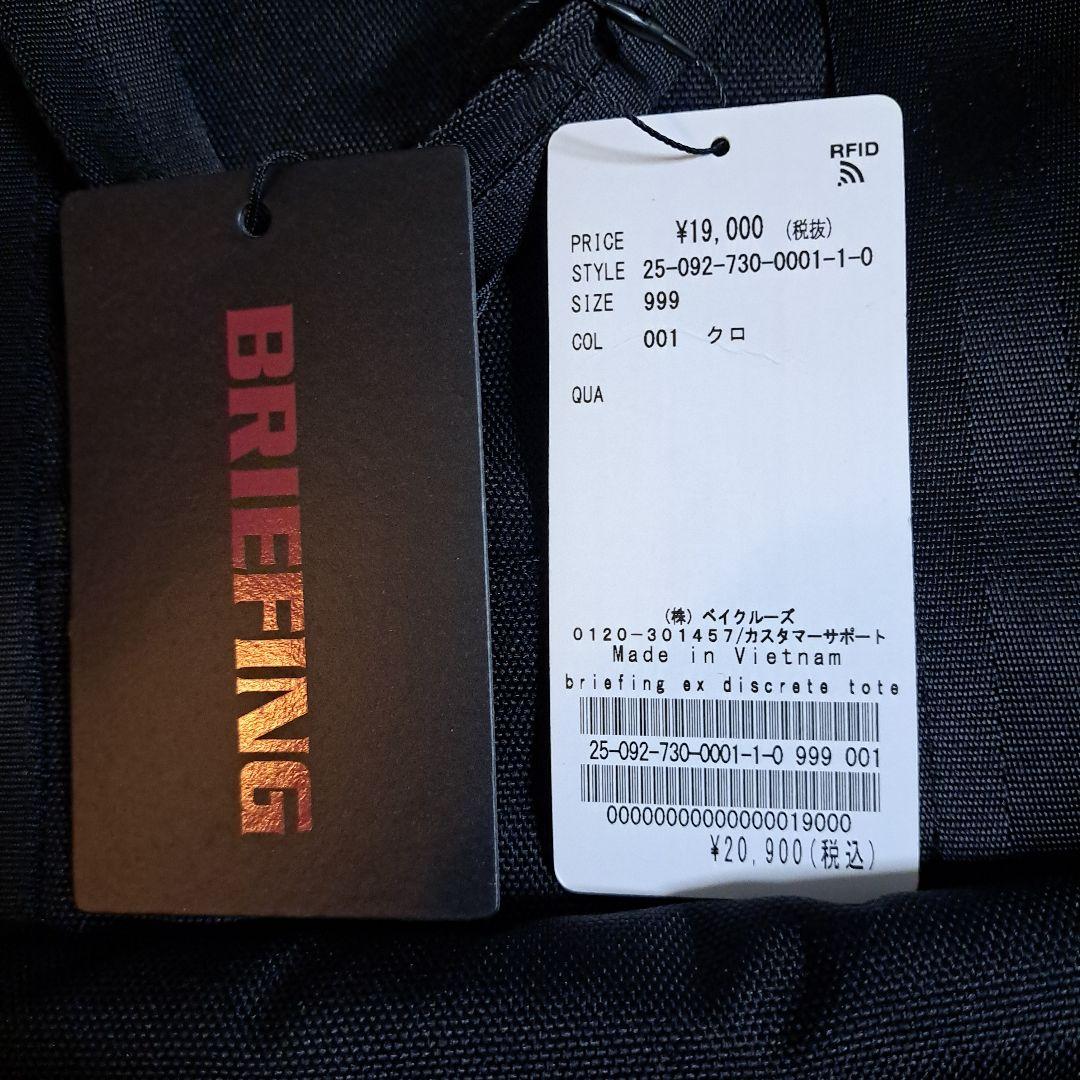 BRIEFING
RFID
PRICE ¥19,000 (税抜)
STYLE 25-092-730-0001-1-0
SIZE 999
COL 001 クロ
QUA
(株) ベイクルーズ
0120-301457/カスタマーサポート
Made in Vietnam
briefing ex discrete tote
25-092-730-0001-1-0 999 001
00000000000000019000
¥20,900(税込)